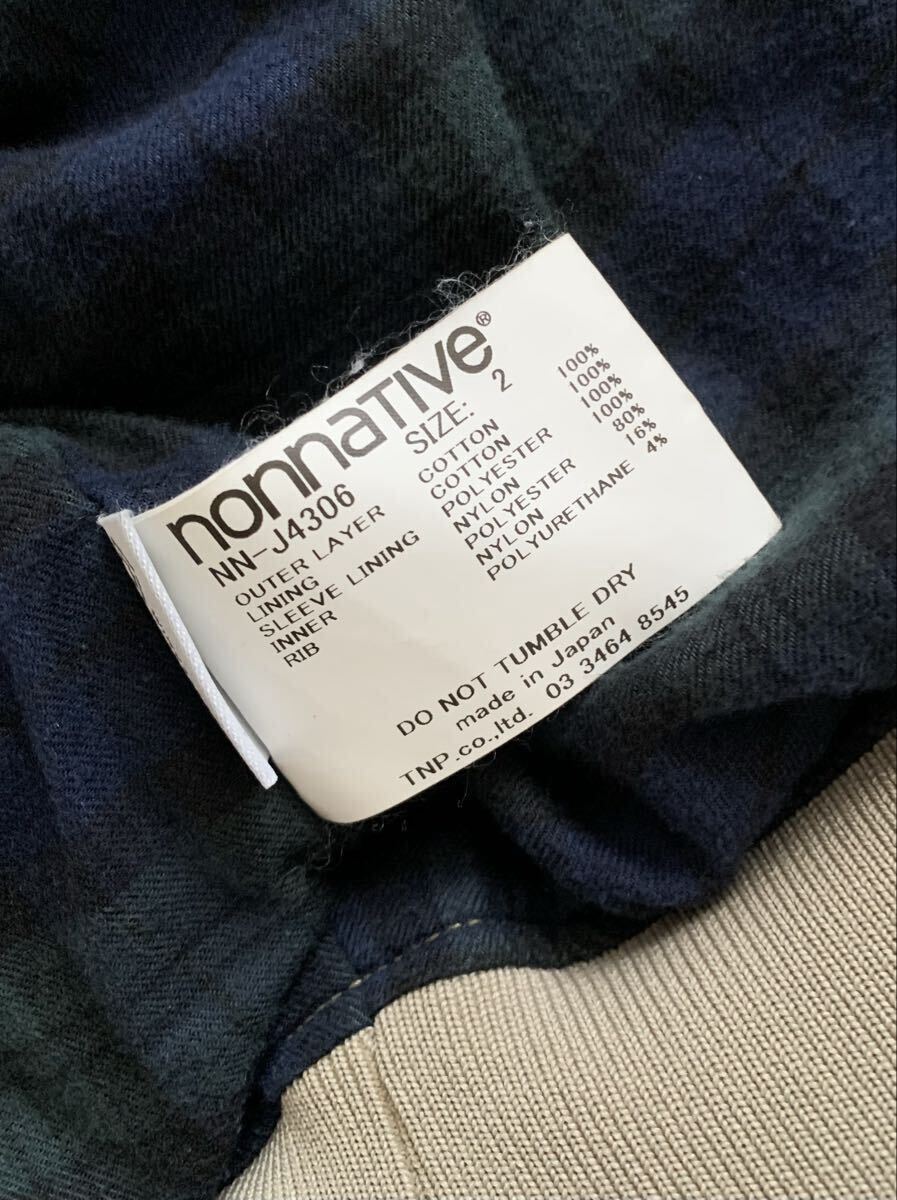 nonnative®
NN-J4306 SIZE: 2
OUTER LAYER COTTON 100%
LINING COTTON 100%
SLEEVE LINING POLYESTER 100%
INNER NYLON 100%
RIB POLYESTER 80%
NYLON 16%
POLYURETHANE 4%
DO NOT TUMBLE DRY
made in Japan
TNP.co.,ltd. 03 3464 8545